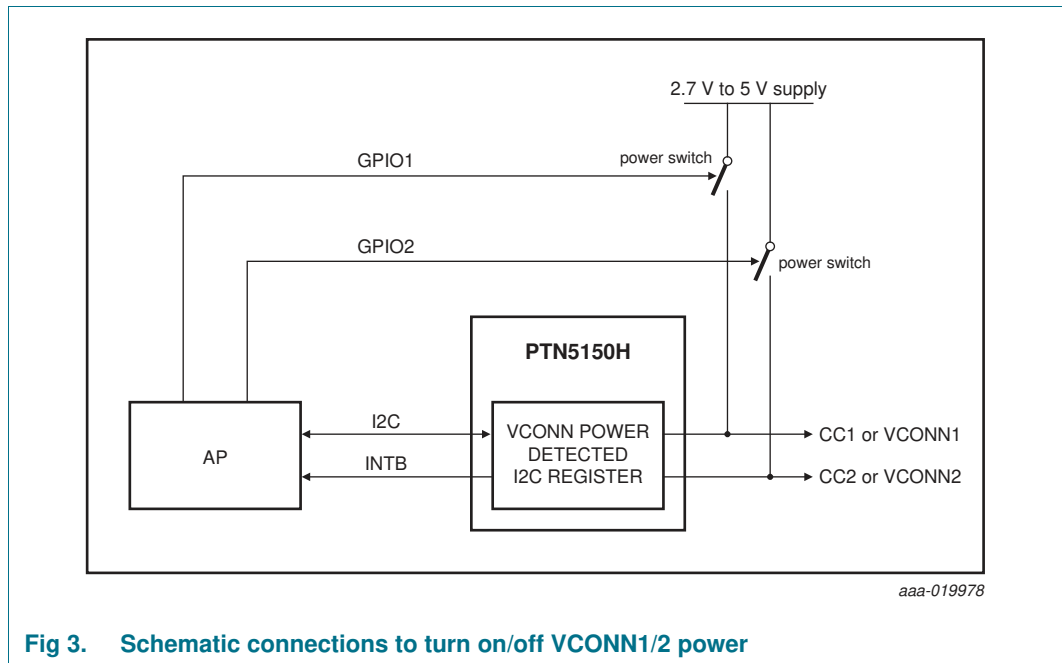 2.7 V to 5 V supply
GPIO1
power switch
GPIO2
power switch
PTN5150H
AP
I2C
INTB
VCONN POWER
DETECTED
I2C REGISTER
CC1 or VCONN1
CC2 or VCONN2
aaa-019978
Fig 3. Schematic connections to turn on/off VCONN1/2 power